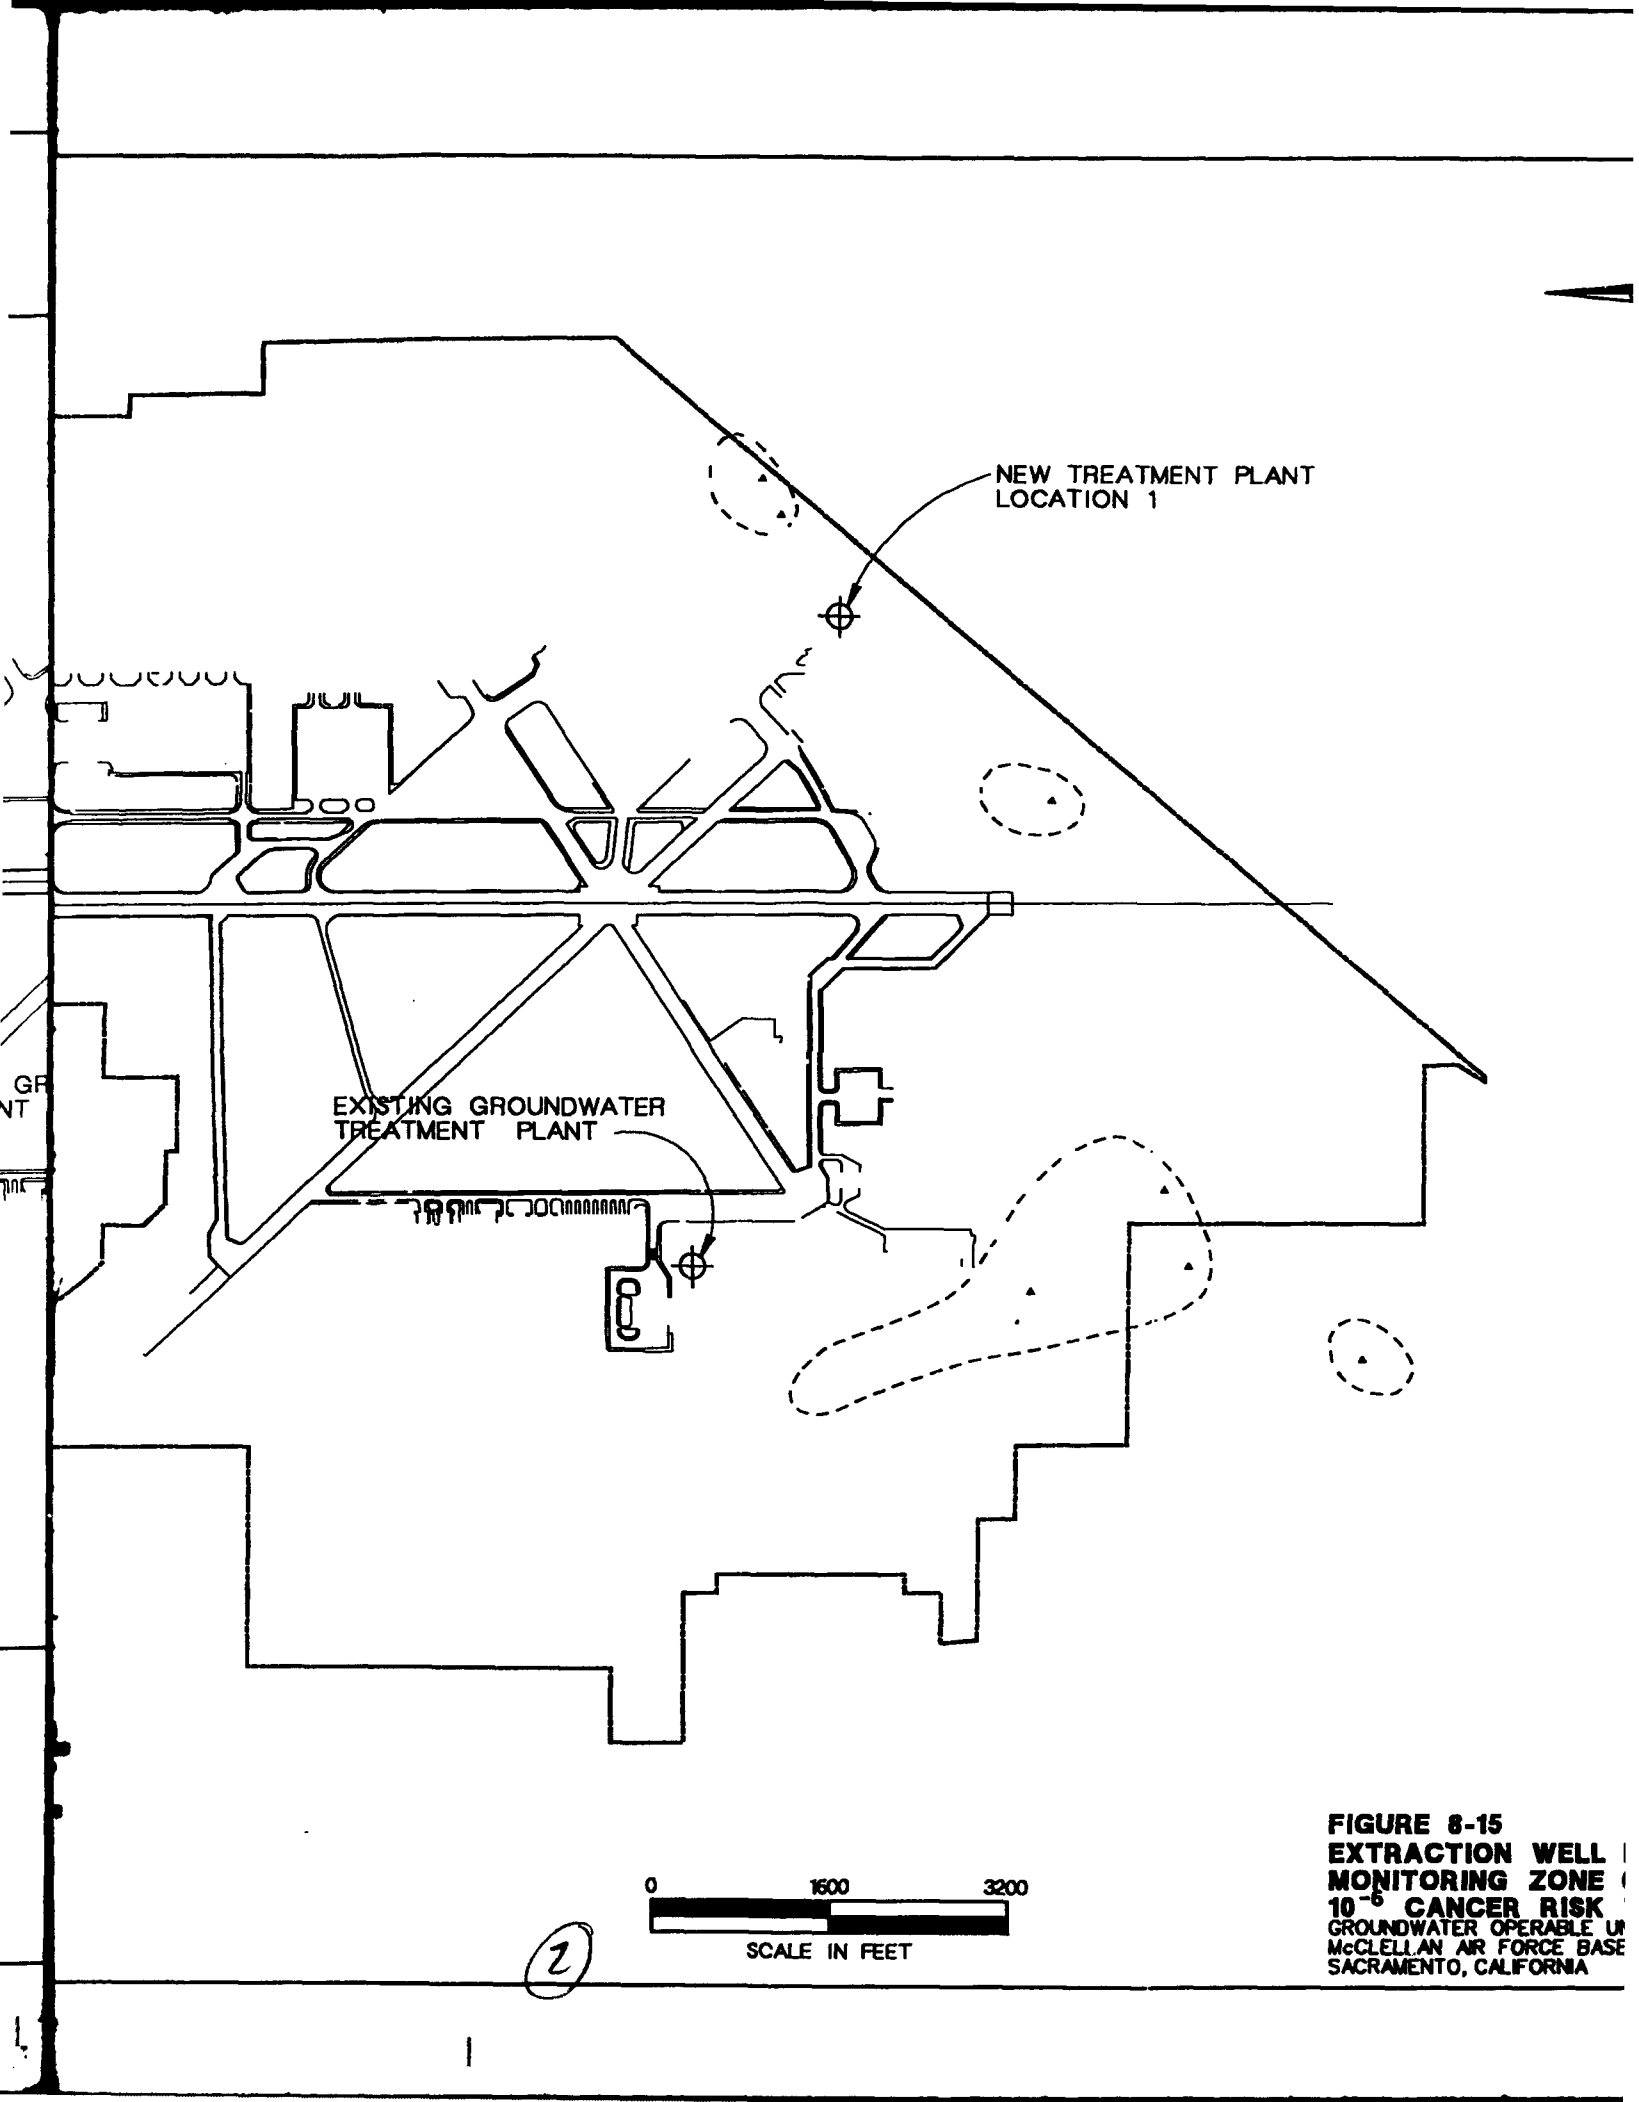 NEW TREATMENT PLANT
LOCATION 1
GR
NT
EXISTING GROUNDWATER
TREATMENT PLANT
0 1600 3200
SCALE IN FEET
2
FIGURE 8-15
EXTRACTION WELL
MONITORING ZONE
10⁻⁶ CANCER RISK
GROUNDWATER OPERABLE UN
McCLELLAN AIR FORCE BASE
SACRAMENTO, CALIFORNIA